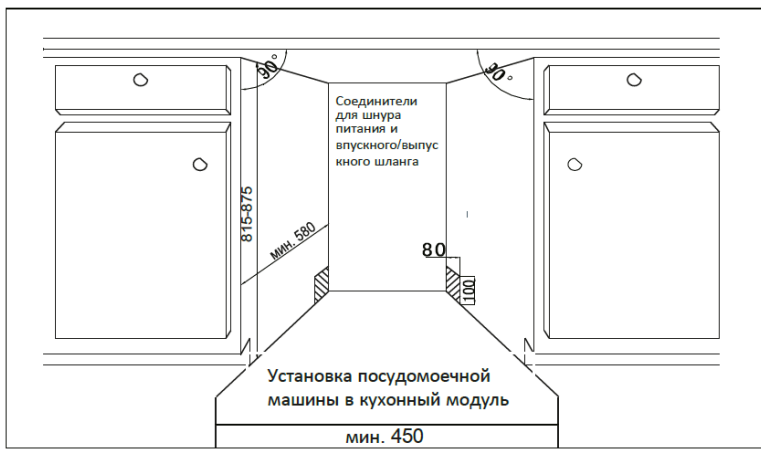 90°
90°
Соединители
для шнура
питания и
впускного/выпус
кного шланга
815-875
мин. 580
80
100
Установка посудомоечной
машины в кухонный модуль
мин. 450